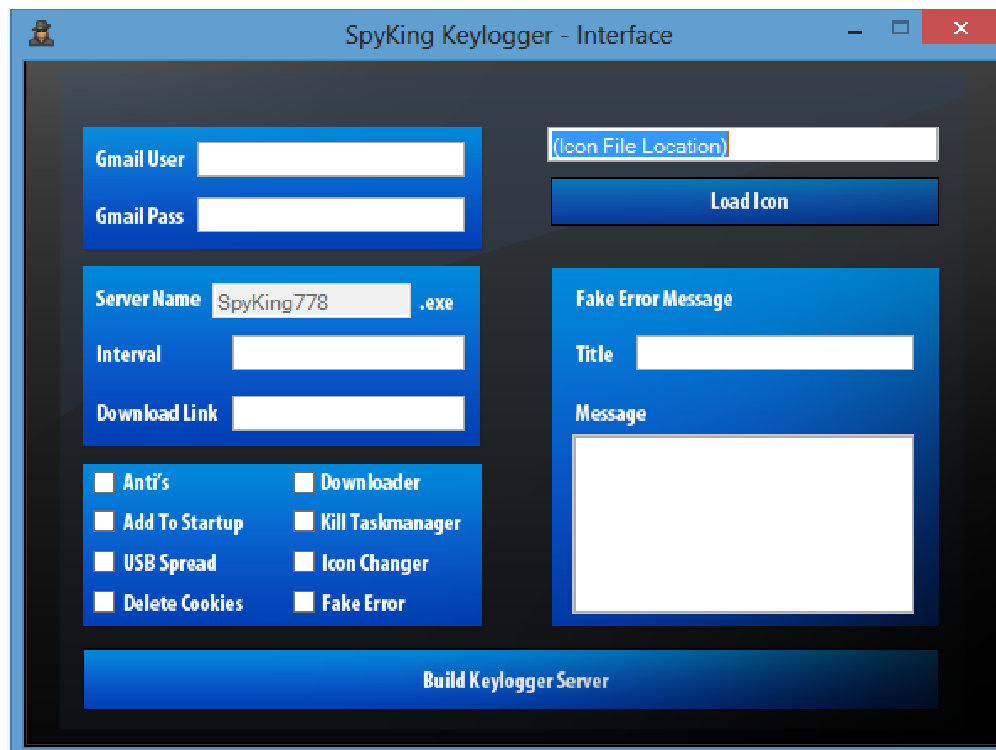 SpyKing Keylogger - Interface
Gmail User
Gmail Pass
(Icon File Location)
Load Icon
Server Name SpyKing778 .exe
Interval
Download Link
Fake Error Message
Title
Message
Anti's
Downloader
Add To Startup
Kill Taskmanager
USB Spread
Icon Changer
Delete Cookies
Fake Error
Build Keylogger Server